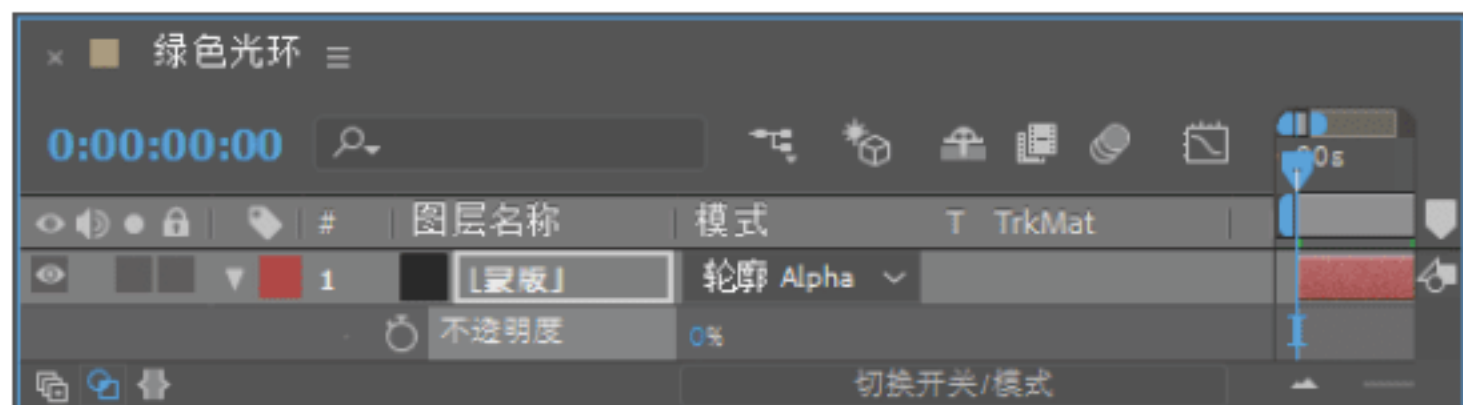 绿色光环
0:00:00:00
00s
# 图层名称 模式 T TrkMat
1 [蒙版] 轮廓 Alpha
不透明度 0%
切换开关/模式